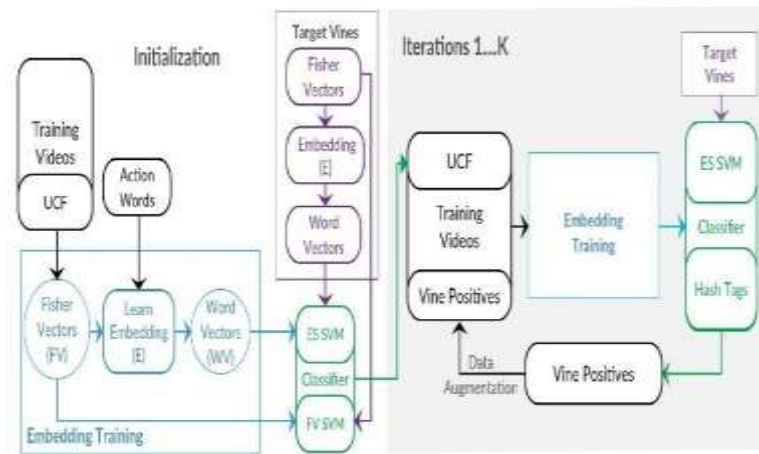 Initialization
Target Vines
Iterations 1....K
Fisher
Vectors
Target
Vines
Training
Videos
UCF
Action
Words
Embedding
(E)
Word
Vectors
UCF
Training
Videos
Vine Positives
Embedding
Training
ES SVM
Classifier
Hash Tags
Fisher
Vectors
(FV)
Learn
Embedding
(E)
Word
Vectors
(WV)
ES SVM
Classifier
FV SVM
Data
Augmentation
Vine Positives
Embedding Training